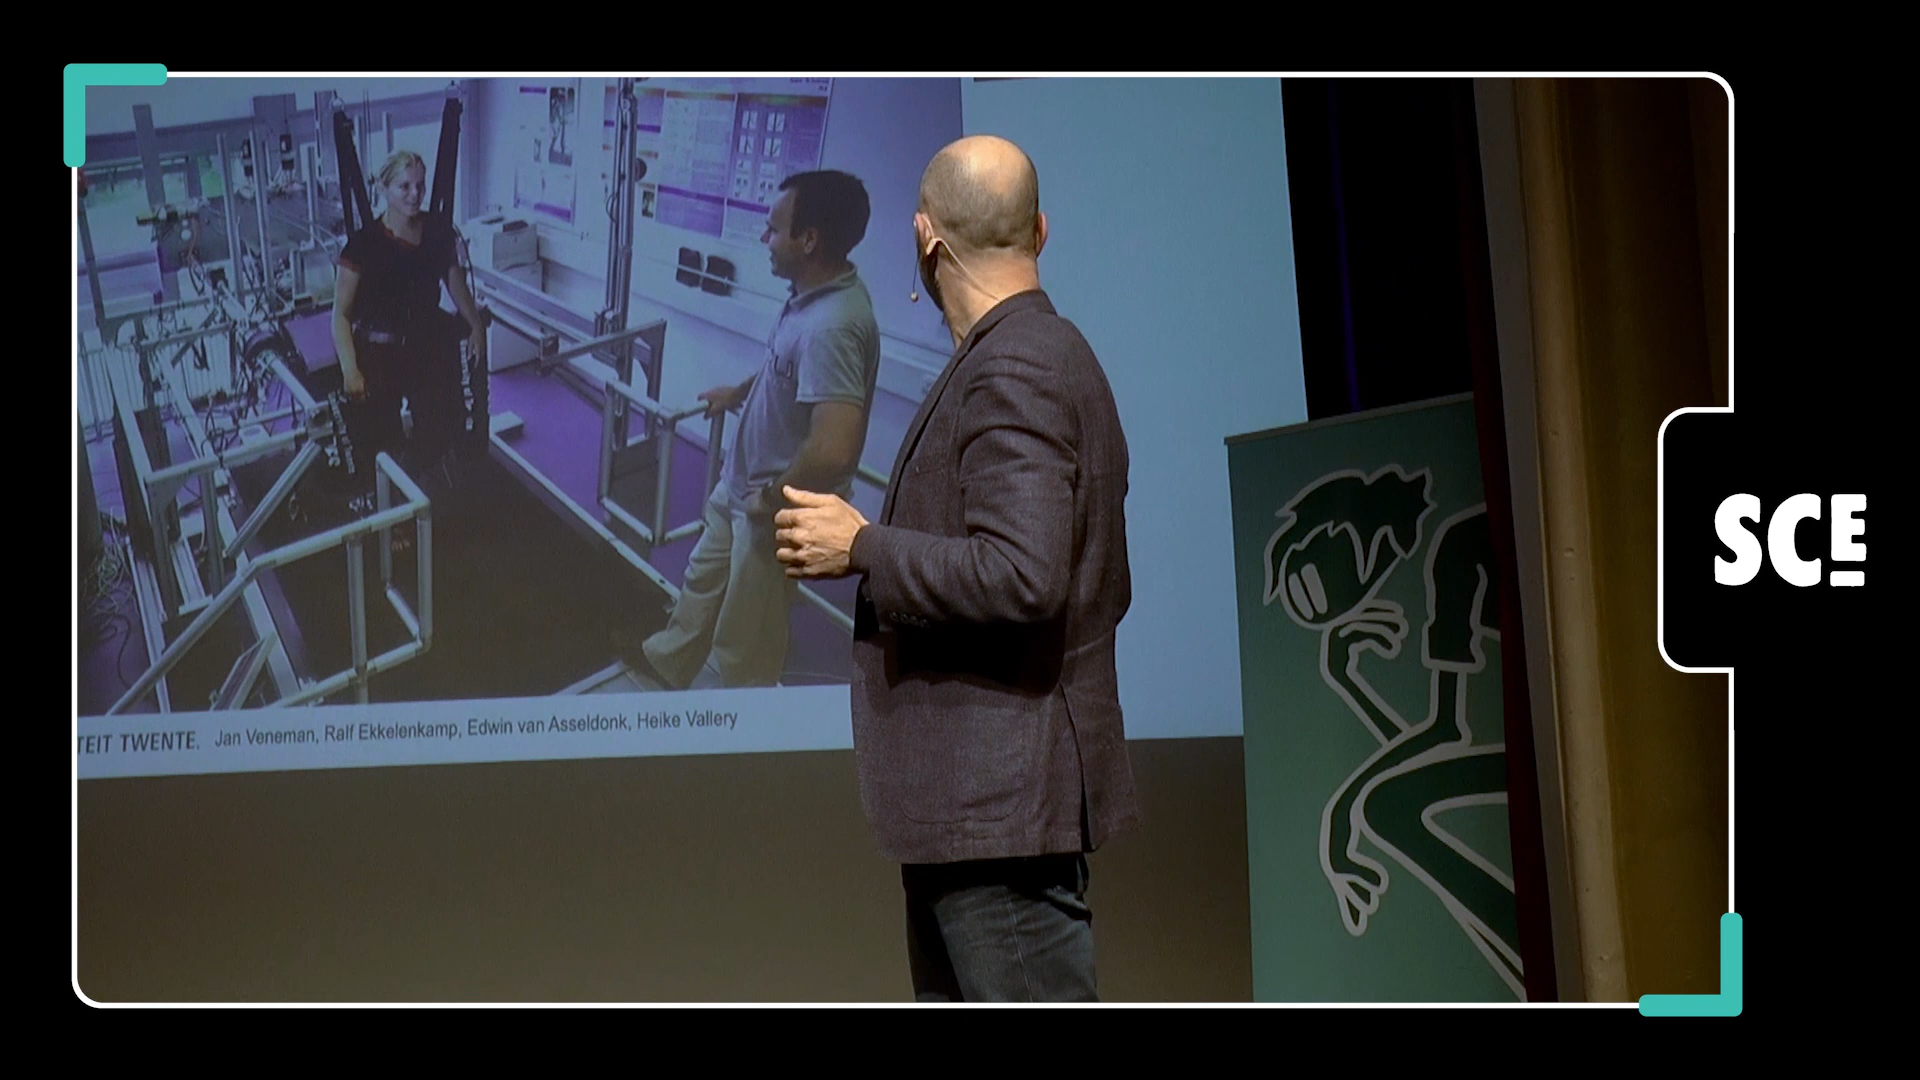 TEIT TWENTE. Jan Veneman, Ralf Ekkelenkamp, Edwin van Asseldonk, Heike Vallery
SCE